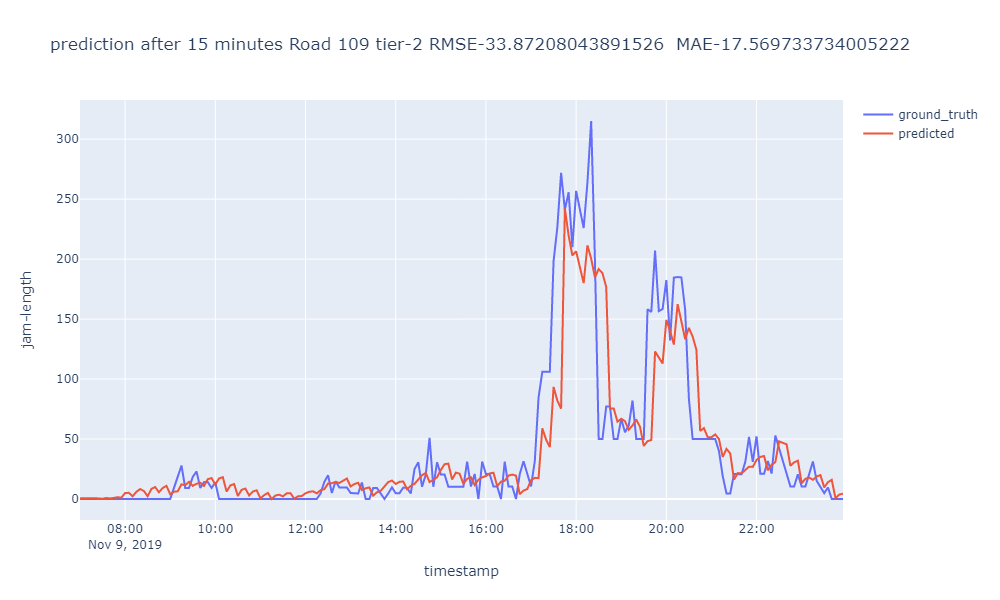 prediction after 15 minutes Road 109 tier-2 RMSE-33.87208043891526  MAE-17.569733734005222
ground_truth
predicted
300
250
200
150
100
50
0
jam-length
08:00 10:00 12:00 14:00 16:00 18:00 20:00 22:00
Nov 9, 2019
timestamp